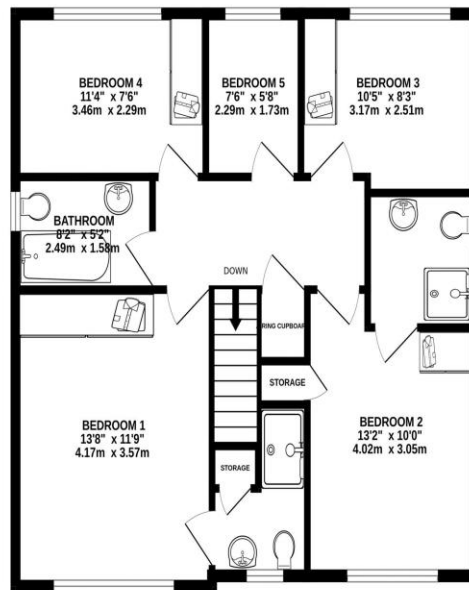 BEDROOM 4
11'4" x 7'6"
3.46m x 2.29m
BEDROOM 5
7'6" x 5'8"
2.29m x 1.73m
BEDROOM 3
10'5" x 8'3"
3.17m x 2.51m
BATHROOM
8'2" x 5'2"
2.49m x 1.58m
DOWN
RING CUPBOAR
STORAGE
BEDROOM 1
13'8" x 11'9"
4.17m x 3.57m
BEDROOM 2
13'2" x 10'0"
4.02m x 3.05m
STORAGE